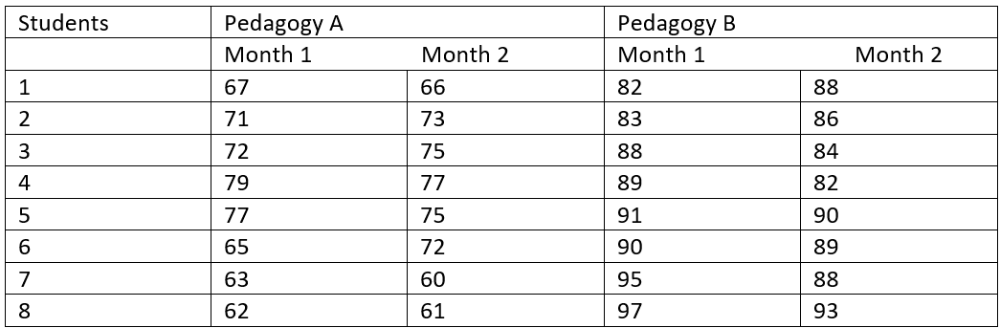 Students Pedagogy A Pedagogy B
Month 1 Month 2 Month 1 Month 2
1 67 66 82 88
2 71 73 83 86
3 72 75 88 84
4 79 77 89 82
5 77 75 91 90
6 65 72 90 89
7 63 60 95 88
8 62 61 97 93